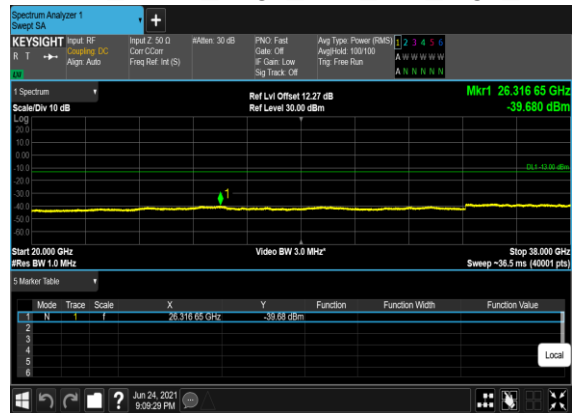 Spectrum Analyzer 1
Swept SA
+
KEYSIGHT Input: RF Input Z: 50 Ω #Atten: 30 dB PNO: Fast Avg Type: Power (RMS) 1 2 3 4 5 6
R T Coupling: DC Corr CCorr Gate: Off Avg|Hold: 100/100 A W W W W W
Align: Auto Freq Ref: Int (S) IF Gain: Low Trig: Free Run
Sig Track: Off A N N N N N
LW
1 Spectrum Ref Lvl Offset 12.27 dB Mkr1 26.316 65 GHz
Scale/Div 10 dB Ref Level 30.00 dBm -39.680 dBm
Log
20.0
10.0
0.00
-10.0
DL1 -13.00 dBm
-20.0
-30.0
1
-40.0
-50.0
-60.0
Start 20.000 GHz Video BW 3.0 MHz* Stop 38.000 GHz
#Res BW 1.0 MHz Sweep ~36.5 ms (40001 pts)
5 Marker Table
Mode Trace Scale X Y Function Function Width Function Value
1 N 1 f 26.316 65 GHz -39.68 dBm
2
3
4
5
6
Local
? Jun 24, 2021
9:09:29 PM